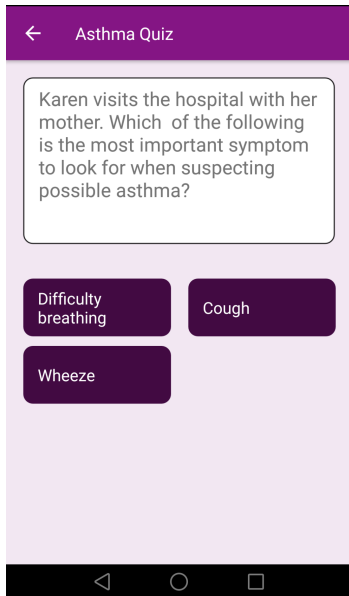 Asthma Quiz
Karen visits the hospital with her
mother. Which  of the following
is the most important symptom
to look for when suspecting
possible asthma?
Difficulty
breathing
Cough
Wheeze